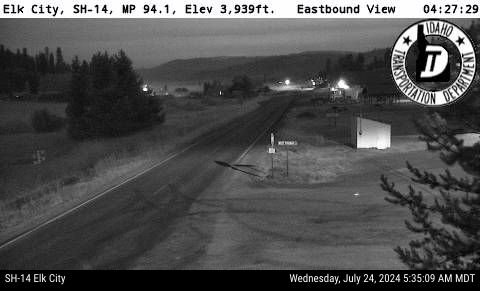 Elk City, SH-14, MP 94.1, Elev 3,939ft. Eastbound View 04:27:29
IDAHO
TRANSPORTATION DEPARTMENT
SH-14 Elk City Wednesday, July 24, 2024 5:35:09 AM MDT